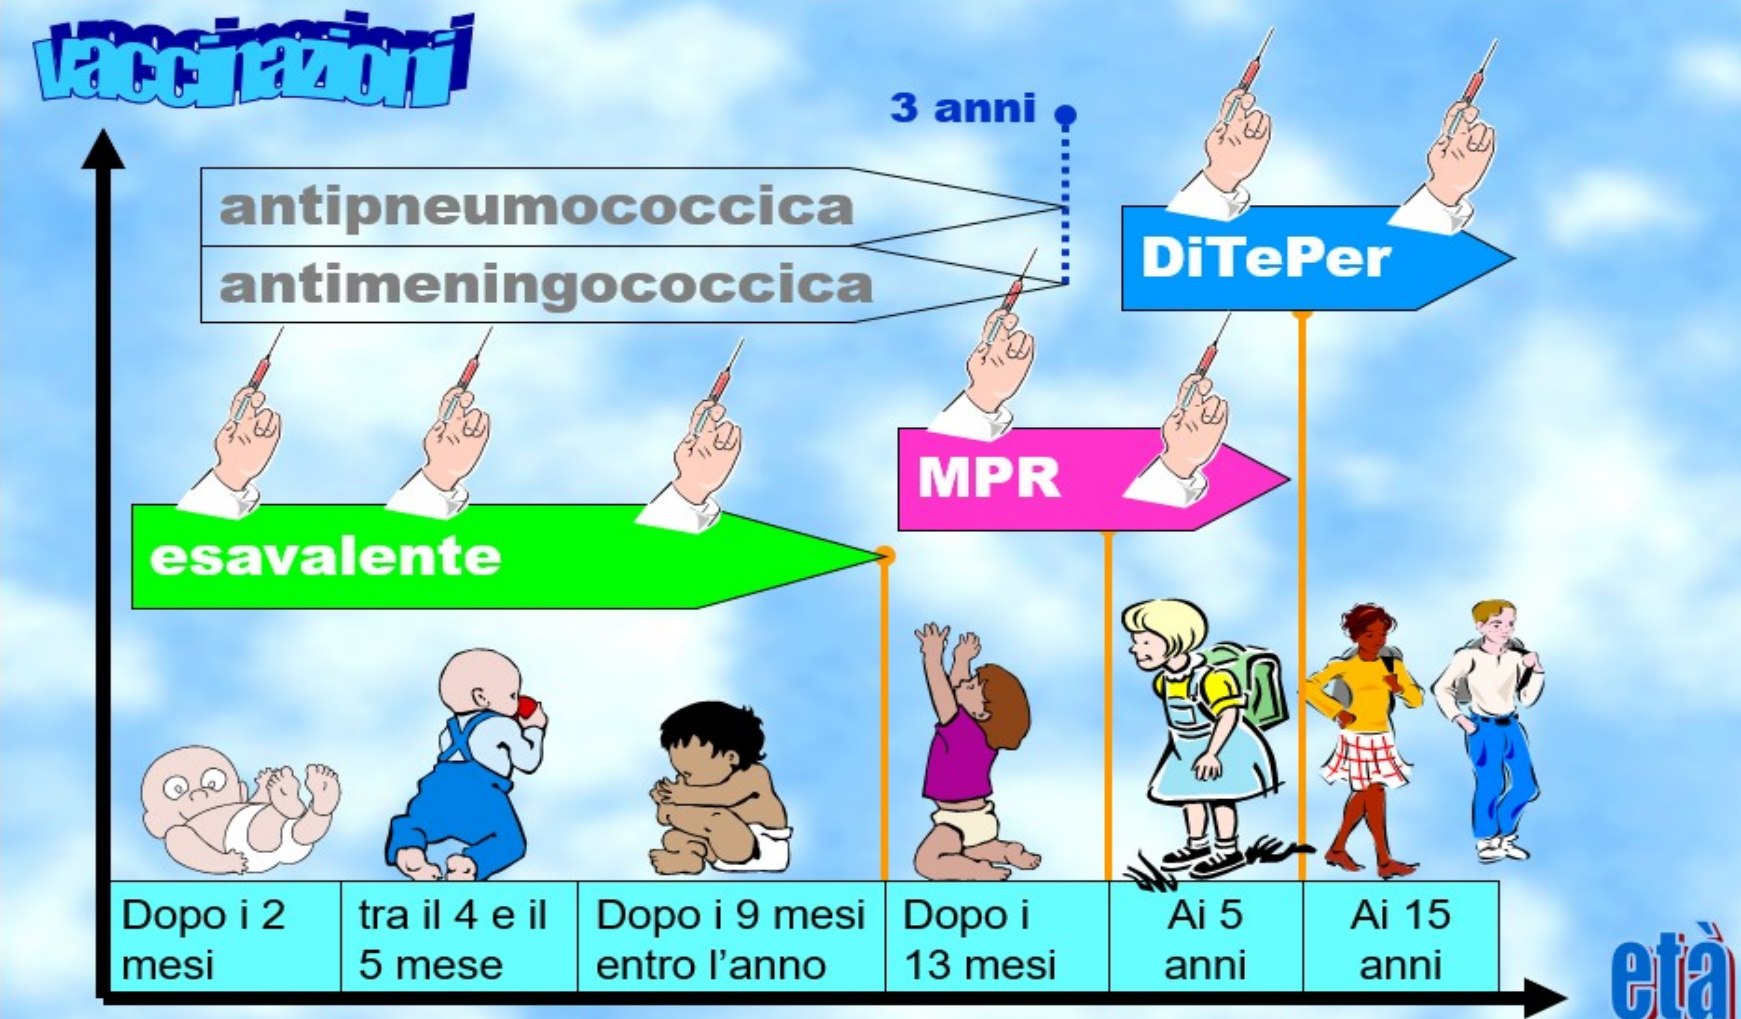 vaccinazioni
3 anni
antipneumococcica
antimeningococcica
DiTePer
MPR
esavalente
Dopo i 2
mesi
tra il 4 e il
5 mese
Dopo i 9 mesi
entro l'anno
Dopo i
13 mesi
Ai 5
anni
Ai 15
anni
età